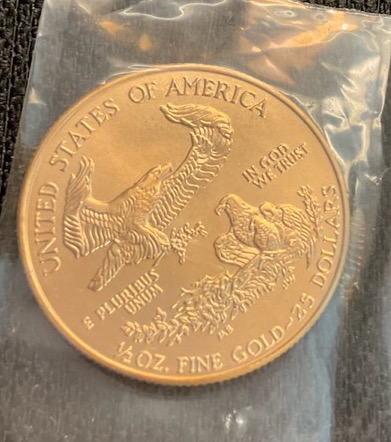 UNITED STATES OF AMERICA
IN GOD
WE TRUST
E PLURIBUS
UNUM
½ OZ. FINE GOLD~25 DOLLARS